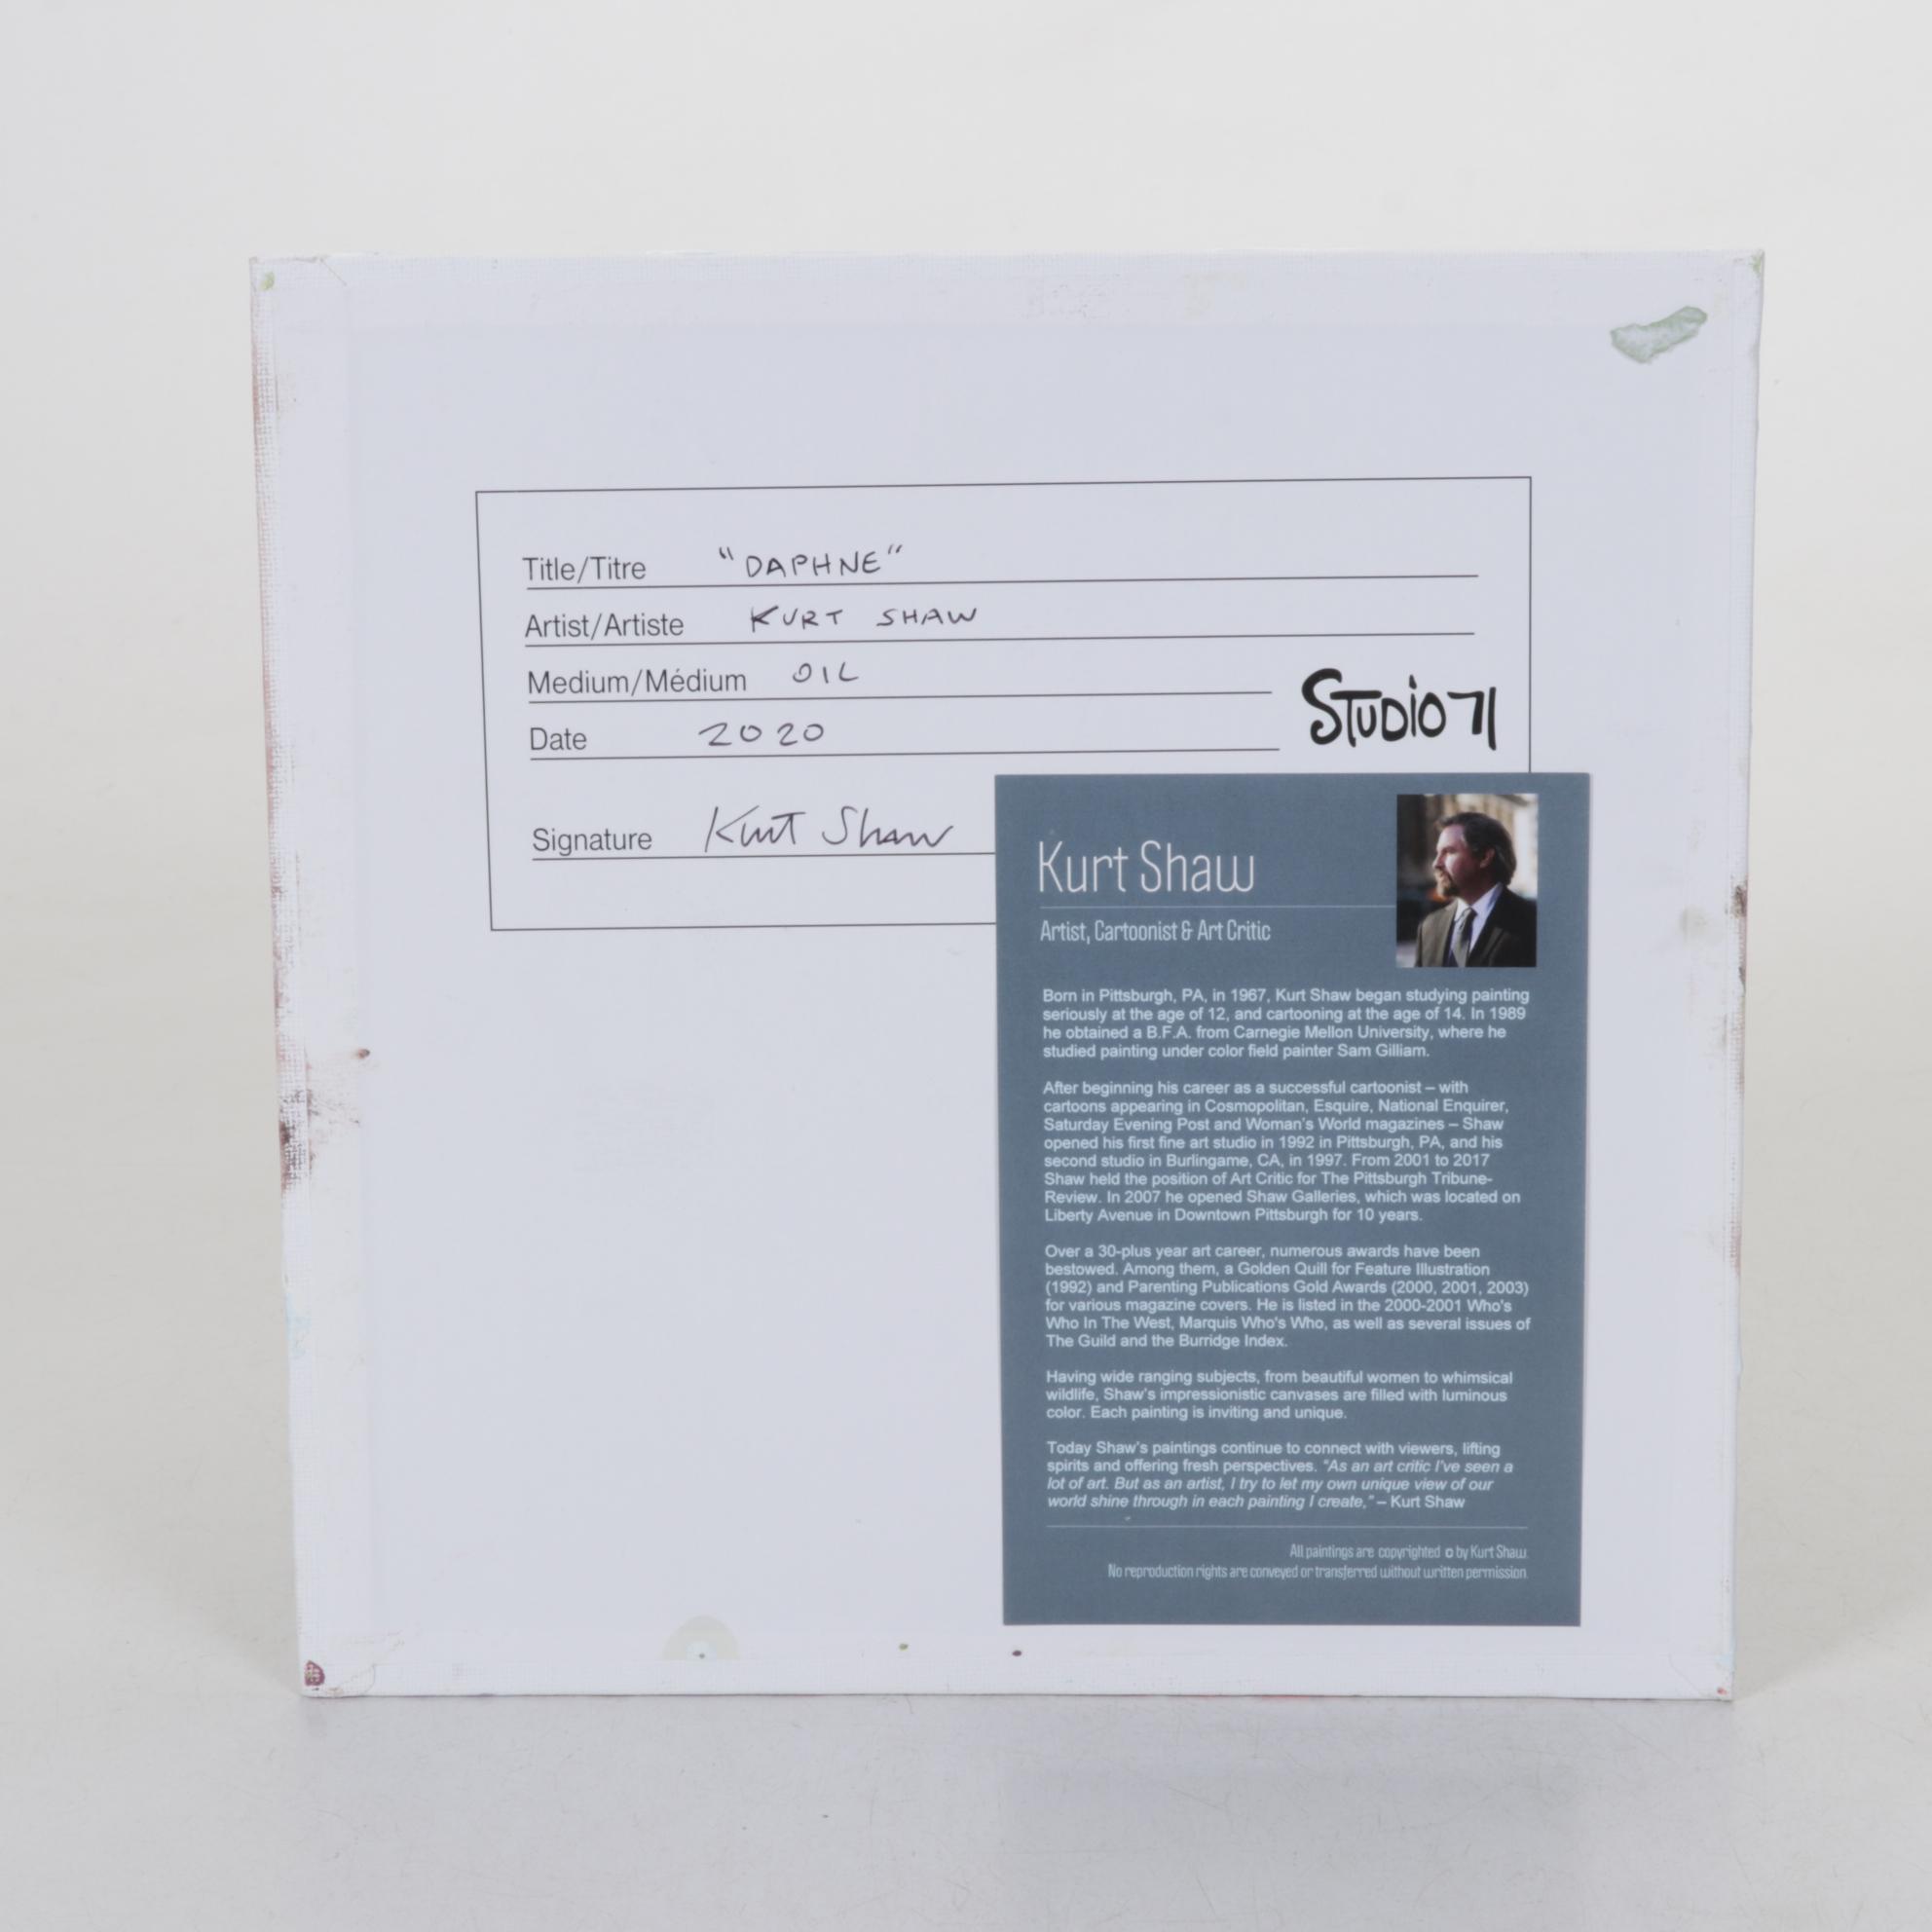 Title/Titre "DAPHNE"
Artist/Artiste KURT SHAW
Medium/Médium OIL
Date 2020
STUDIO 71
Signature Kurt Shaw
Kurt Shaw
Artist, Cartoonist & Art Critic
Born in Pittsburgh, PA, in 1967, Kurt Shaw began studying painting
seriously at the age of 12, and cartooning at the age of 14. In 1989
he obtained a B.F.A. from Carnegie Mellon University, where he
studied painting under color field painter Sam Gilliam.
After beginning his career as a successful cartoonist – with
cartoons appearing in Cosmopolitan, Esquire, National Enquirer,
Saturday Evening Post and Woman's World magazines – Shaw
opened his first fine art studio in 1992 in Pittsburgh, PA, and his
second studio in Burlingame, CA, in 1997. From 2001 to 2017
Shaw held the position of Art Critic for The Pittsburgh Tribune-
Review. In 2007 he opened Shaw Galleries, which was located on
Liberty Avenue in Downtown Pittsburgh for 10 years.
Over a 30-plus year art career, numerous awards have been
bestowed. Among them, a Golden Quill for Feature Illustration
(1992) and Parenting Publications Gold Awards (2000, 2001, 2003)
for various magazine covers. He is listed in the 2000-2001 Who's
Who In The West, Marquis Who's Who, as well as several issues of
The Guild and the Burridge Index.
Having wide ranging subjects, from beautiful women to whimsical
wildlife, Shaw's impressionistic canvases are filled with luminous
color. Each painting is inviting and unique.
Today Shaw's paintings continue to connect with viewers, lifting
spirits and offering fresh perspectives. "As an art critic I've seen a
lot of art. But as an artist, I try to let my own unique view of our
world shine through in each painting I create," – Kurt Shaw
All paintings are copyrighted © by Kurt Shaw.
No reproduction rights are conveyed or transferred without written permission.